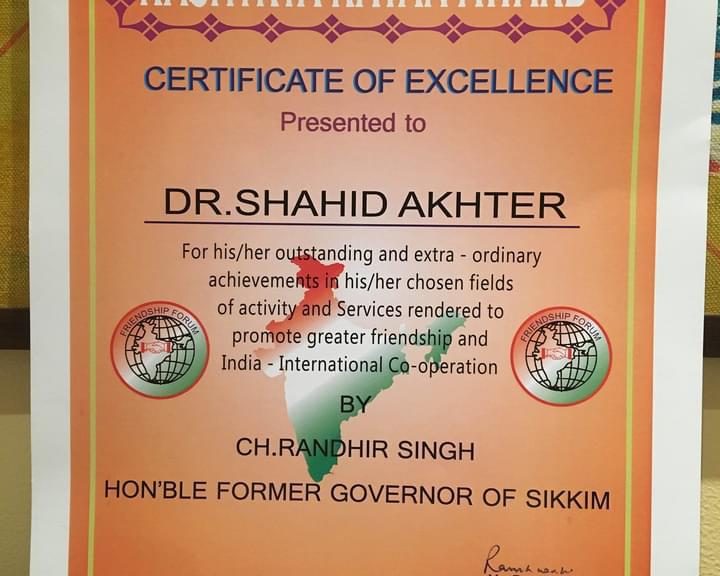 CERTIFICATE OF EXCELLENCE
Presented to
DR.SHAHID AKHTER
For his/her outstanding and extra - ordinary
achievements in his/her chosen fields
of activity and Services rendered to
promote greater friendship and
India - International Co-operation
FRIENDSHIP FORUM
FRIENDSHIP FORUM
BY
CH.RANDHIR SINGH
HON'BLE FORMER GOVERNOR OF SIKKIM